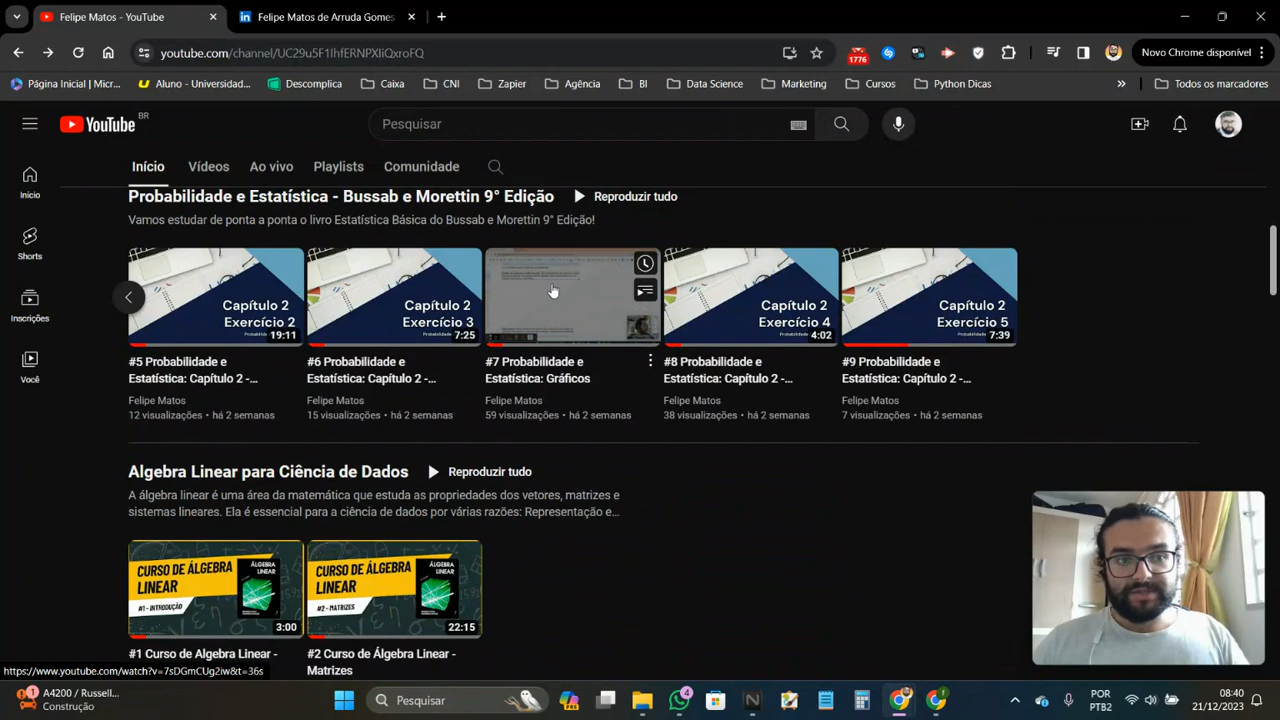 Felipe Matos - YouTube
Felipe Matos de Arruda Gomes
youtube.com/channel/UC29u5F1lhfERNPXliQxroFQ
1776
Novo Chrome disponível
Página Inicial | Micr...
Aluno - Universidad...
Descomplica
Caixa
CNI
Zapier
Agência
BI
Data Science
Marketing
Cursos
Python Dicas
Todos os marcadores
YouTube BR
Pesquisar
Início
Vídeos
Ao vivo
Playlists
Comunidade
Início
Shorts
Inscrições
Você
Probabilidade e Estatística - Bussab e Morettin 9° Edição
Reproduzir tudo
Vamos estudar de ponta a ponta o livro Estatística Básica do Bussab e Morettin 9° Edição!
Capítulo 2
Exercício 2
19:11
Capítulo 2
Exercício 3
7:25
Capítulo 2
Exercício 4
4:02
Capítulo 2
Exercício 5
7:39
#5 Probabilidade e
Estatística: Capítulo 2 -...
Felipe Matos
12 visualizações • há 2 semanas
#6 Probabilidade e
Estatística: Capítulo 2 -...
Felipe Matos
15 visualizações • há 2 semanas
#7 Probabilidade e
Estatística: Gráficos
Felipe Matos
59 visualizações • há 2 semanas
#8 Probabilidade e
Estatística: Capítulo 2 -...
Felipe Matos
38 visualizações • há 2 semanas
#9 Probabilidade e
Estatística: Capítulo 2 -...
Felipe Matos
7 visualizações • há 2 semanas
Algebra Linear para Ciência de Dados
Reproduzir tudo
A álgebra linear é uma área da matemática que estuda as propriedades dos vetores, matrizes e
sistemas lineares. Ela é essencial para a ciência de dados por várias razões: Representação e...
CURSO DE ÁLGEBRA
LINEAR
#1 - INTRODUÇÃO
ÁLGEBRA
LINEAR
3:00
CURSO DE ÁLGEBRA
LINEAR
#2 - MATRIZES
ÁLGEBRA
LINEAR
22:15
#1 Curso de Algebra Linear -
#2 Curso de Algebra Linear -
Matrizes
https://www.youtube.com/watch?v=7sDGmCUg2iw&t=36s
1
A4200 / Russell...
Construção
Pesquisar
4
POR
PTB2
08:40
21/12/2023